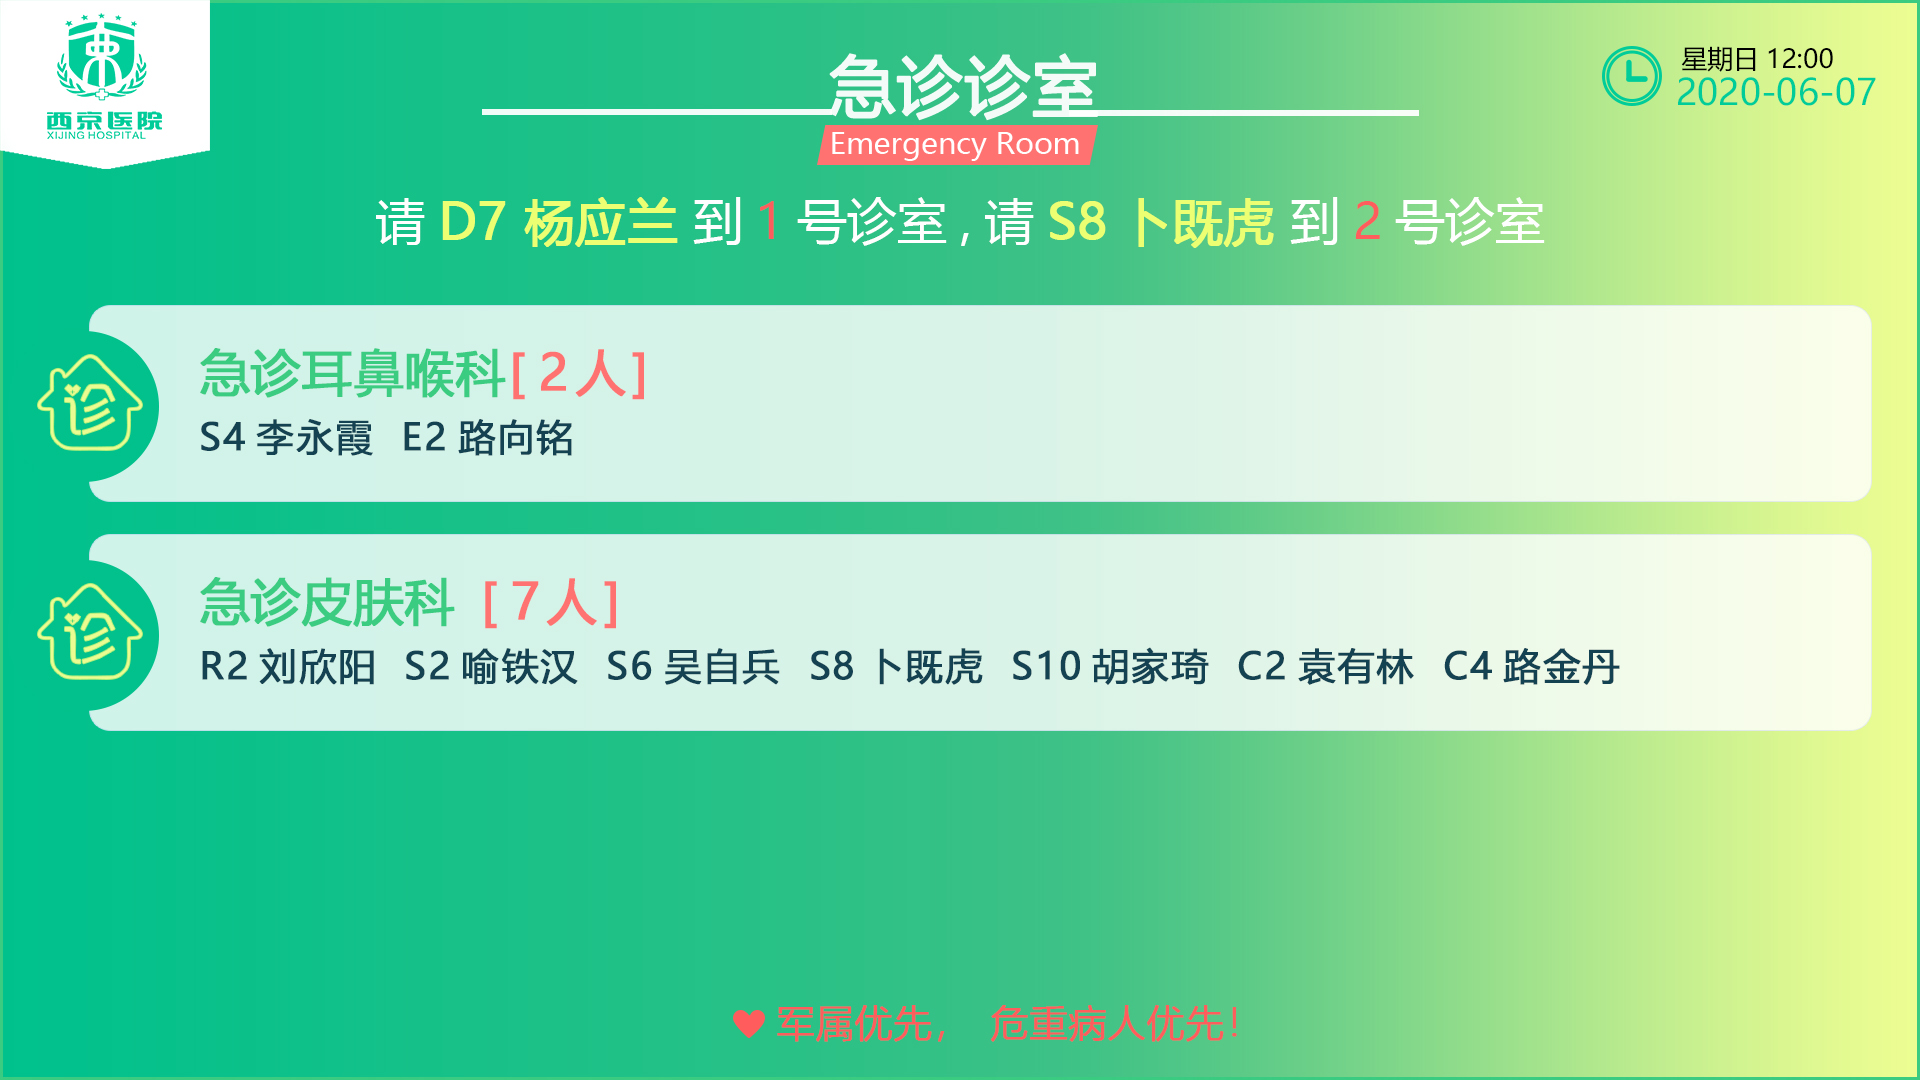 西京医院
XIJING HOSPITAL
急诊诊室
Emergency Room
星期日 12:00
2020-06-07
请 D7 杨应兰 到 1 号诊室 , 请 S8 卜既虎 到 2 号诊室
诊
急诊耳鼻喉科[ 2 人]
S4 李永霞 E2 路向铭
诊
急诊皮肤科 [ 7 人]
R2 刘欣阳 S2 喻铁汉 S6 吴自兵 S8 卜既虎 S10 胡家琦 C2 袁有林 C4 路金丹
军属优先， 危重病人优先！